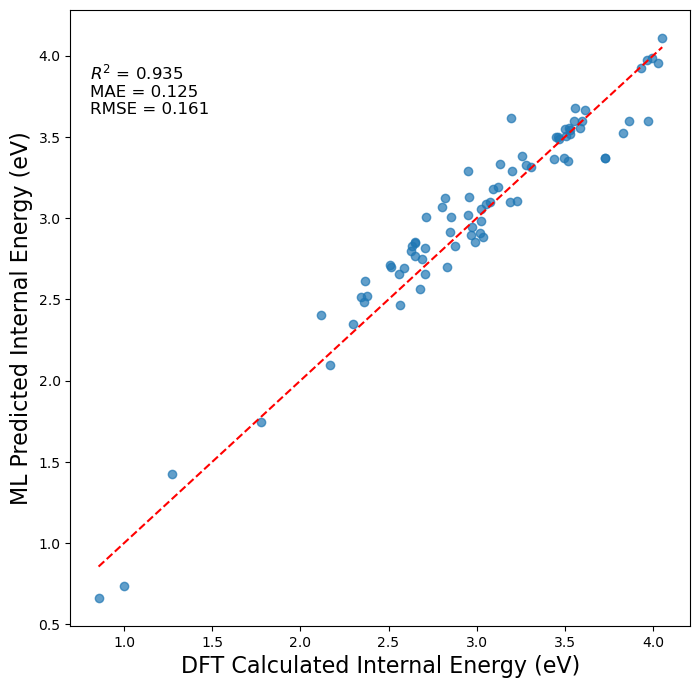 R² = 0.935
MAE = 0.125
RMSE = 0.161
ML Predicted Internal Energy (eV)
4.0
3.5
3.0
2.5
2.0
1.5
1.0
0.5
1.0 1.5 2.0 2.5 3.0 3.5 4.0
DFT Calculated Internal Energy (eV)